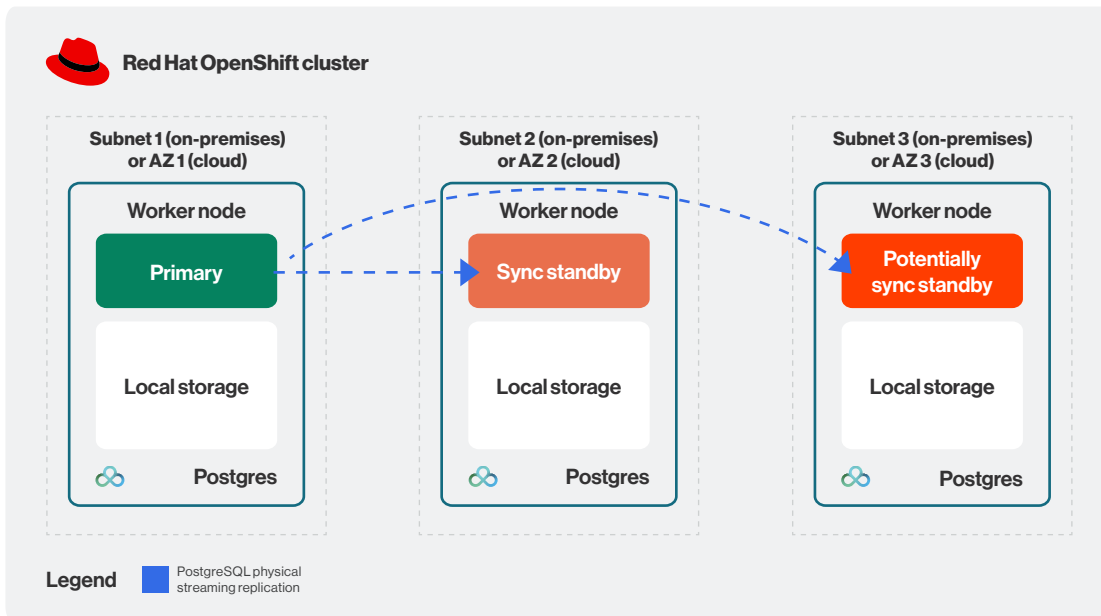 Red Hat OpenShift cluster
Subnet 1 (on-premises)
or AZ 1 (cloud)
Worker node
Primary
Local storage
Postgres
Subnet 2 (on-premises)
or AZ 2 (cloud)
Worker node
Sync standby
Local storage
Postgres
Subnet 3 (on-premises)
or AZ 3 (cloud)
Worker node
Potentially
sync standby
Local storage
Postgres
Legend
PostgreSQL physical
streaming replication